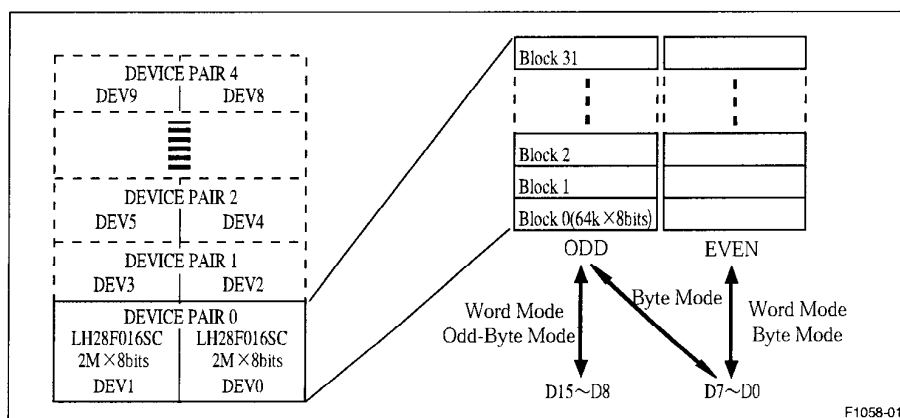 DEVICE PAIR 4
DEV9 DEV8
DEVICE PAIR 2
DEV5 DEV4
DEVICE PAIR 1
DEV3 DEV2
DEVICE PAIR 0
LH28F016SC LH28F016SC
2M×8bits 2M×8bits
DEV1 DEV0
Block 31
Block 2
Block 1
Block 0(64k×8bits)
ODD EVEN
Word Mode
Odd-Byte Mode
Byte Mode
Word Mode
Byte Mode
D15~D8 D7~D0
F1058-01